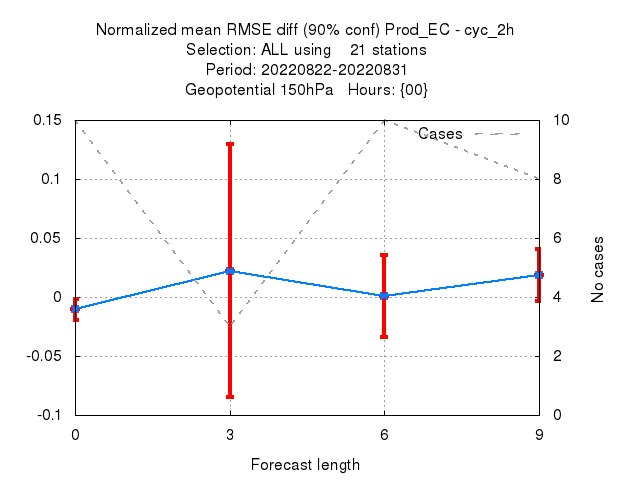 Normalized mean RMSE diff (90% conf) Prod_EC - cyc_2h
Selection: ALL using    21 stations
Period: 20220822-20220831
Geopotential 150hPa   Hours: {00}
0.15
0.1
0.05
0
-0.05
-0.1
10
8
6
4
2
0
Cases
No cases
0 3 6 9
Forecast length